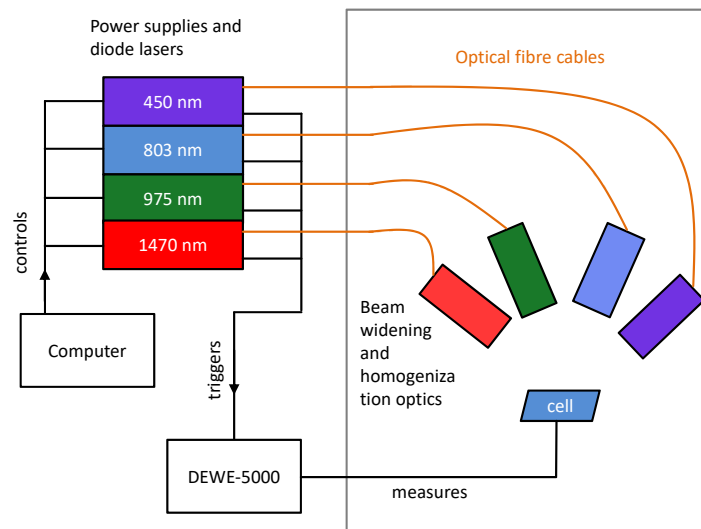 Power supplies and
diode lasers
Optical fibre cables
450 nm
803 nm
975 nm
1470 nm
controls
Computer
triggers
Beam
widening
and
homogeniza
tion optics
cell
DEWE-5000
measures